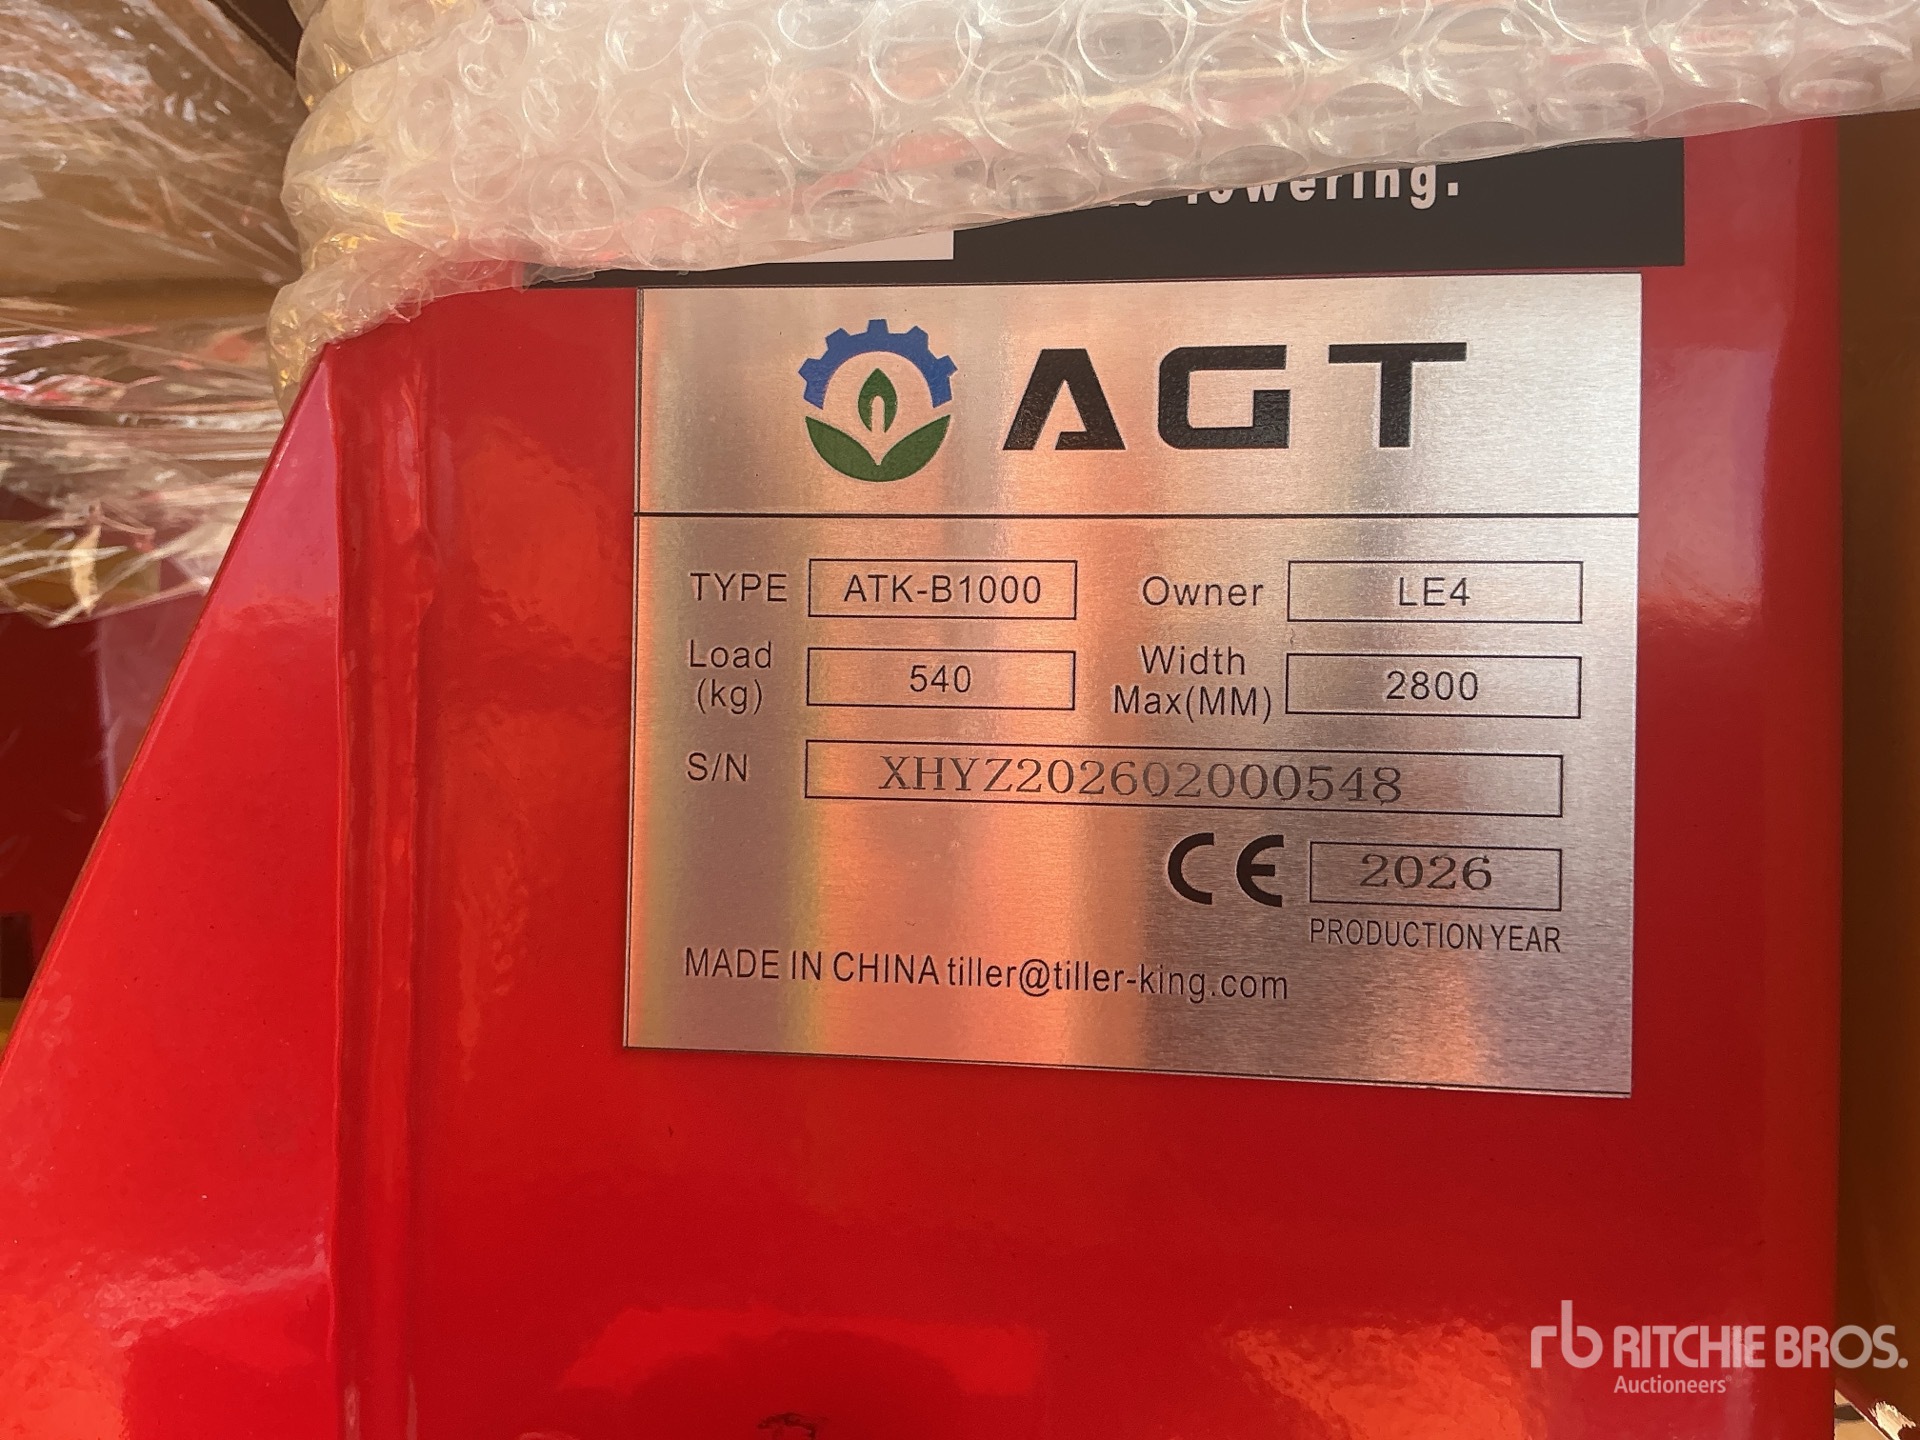 lowering.
AGT
TYPE ATK-B1000 Owner LE4
Load (kg) 540 Width Max(MM) 2800
S/N XHYZ202602000548
CE 2026
PRODUCTION YEAR
MADE IN CHINA tiller@tiller-king.com
rb RITCHIE BROS.
Auctioneers